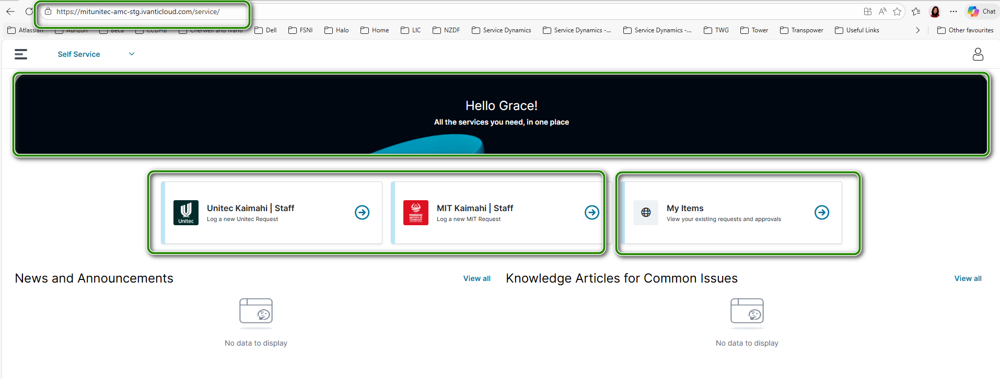 https://mitunitec-amc-stg.ivanticloud.com/service/
Chat
Atlassian Aurizon Beca CCDHB Cherwell and Ivanti Dell FSNI Halo Home LIC NZDF Service Dynamics Service Dynamics -... Service Dynamics -... TWG Tower Transpower Useful Links Other favourites
Self Service
Hello Grace!
All the services you need, in one place
Unitec
Unitec Kaimahi | Staff
Log a new Unitec Request
MANUKAU
INSTITUTE OF
TECHNOLOGY
MIT Kaimahi | Staff
Log a new MIT Request
My Items
View your existing requests and approvals
News and Announcements
View all
Knowledge Articles for Common Issues
View all
No data to display
No data to display